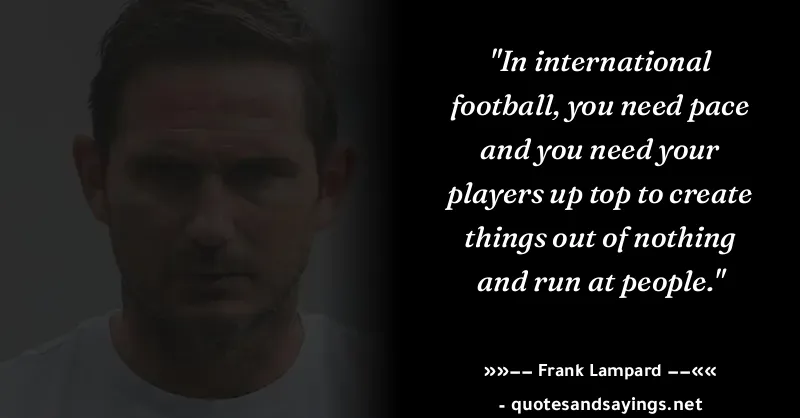 "In international
football, you need pace
and you need your
players up top to create
things out of nothing
and run at people."
»»−− Frank Lampard −−««
- quotesandsayings.net